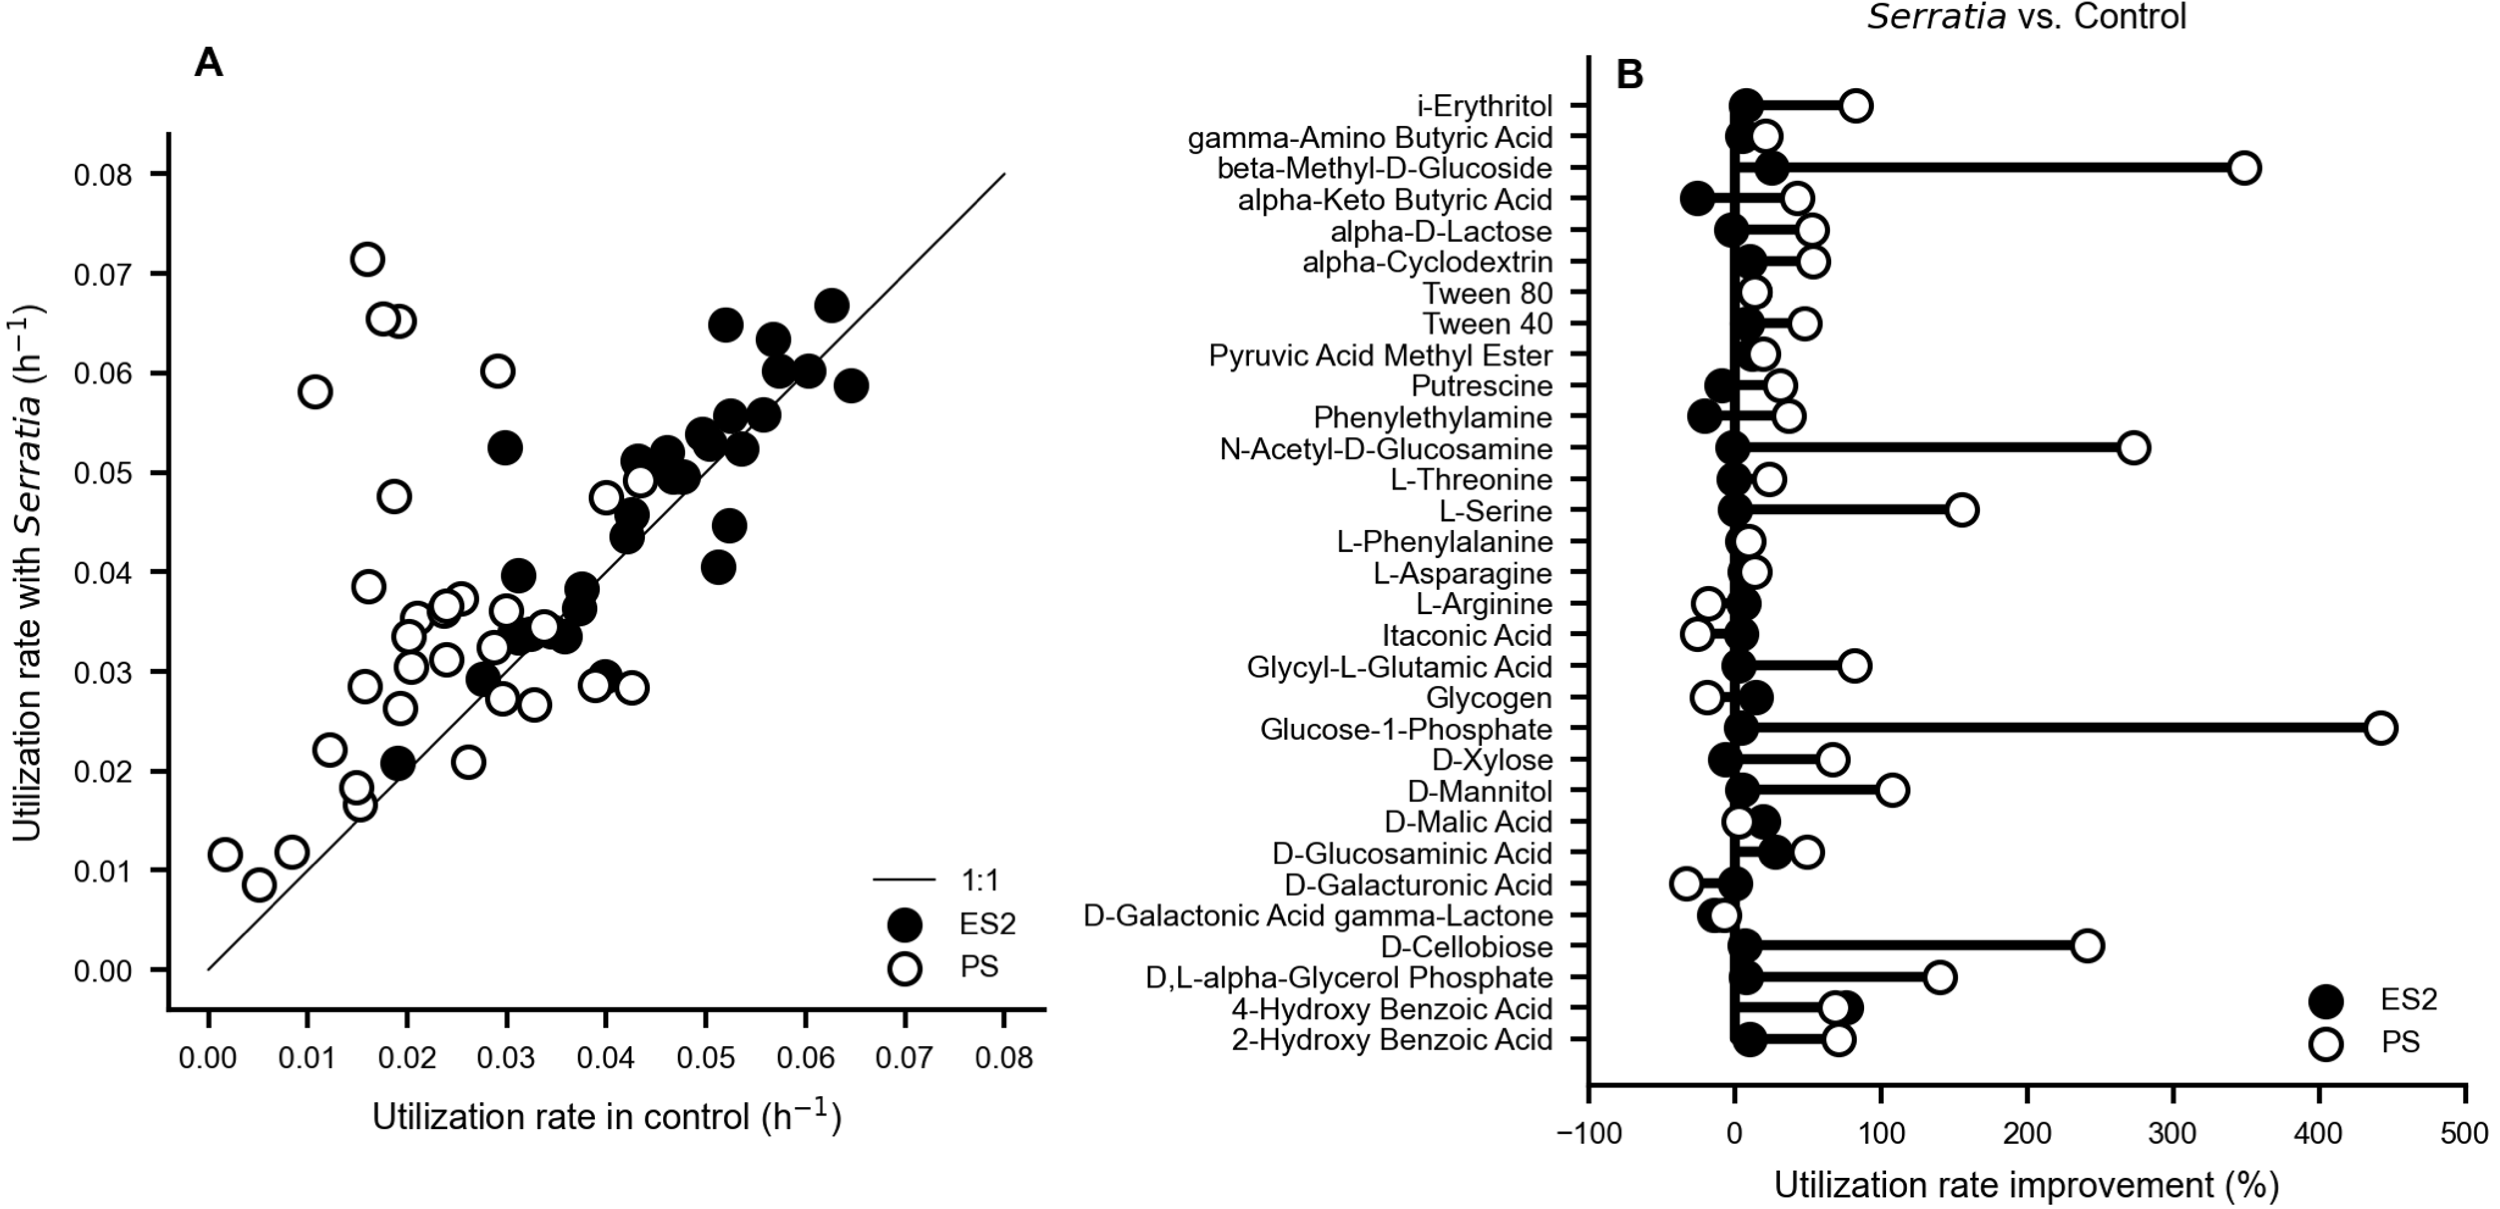 A
Utilization rate with Serratia (h⁻¹)
0.08
0.07
0.06
0.05
0.04
0.03
0.02
0.01
0.00
0.00 0.01 0.02 0.03 0.04 0.05 0.06 0.07 0.08
Utilization rate in control (h⁻¹)
1:1
ES2
PS
Serratia vs. Control
B
i-Erythritol
gamma-Amino Butyric Acid
beta-Methyl-D-Glucoside
alpha-Keto Butyric Acid
alpha-D-Lactose
alpha-Cyclodextrin
Tween 80
Tween 40
Pyruvic Acid Methyl Ester
Putrescine
Phenylethylamine
N-Acetyl-D-Glucosamine
L-Threonine
L-Serine
L-Phenylalanine
L-Asparagine
L-Arginine
Itaconic Acid
Glycyl-L-Glutamic Acid
Glycogen
Glucose-1-Phosphate
D-Xylose
D-Mannitol
D-Malic Acid
D-Glucosaminic Acid
D-Galacturonic Acid
D-Galactonic Acid gamma-Lactone
D-Cellobiose
D,L-alpha-Glycerol Phosphate
4-Hydroxy Benzoic Acid
2-Hydroxy Benzoic Acid
ES2
PS
−100 0 100 200 300 400 500
Utilization rate improvement (%)